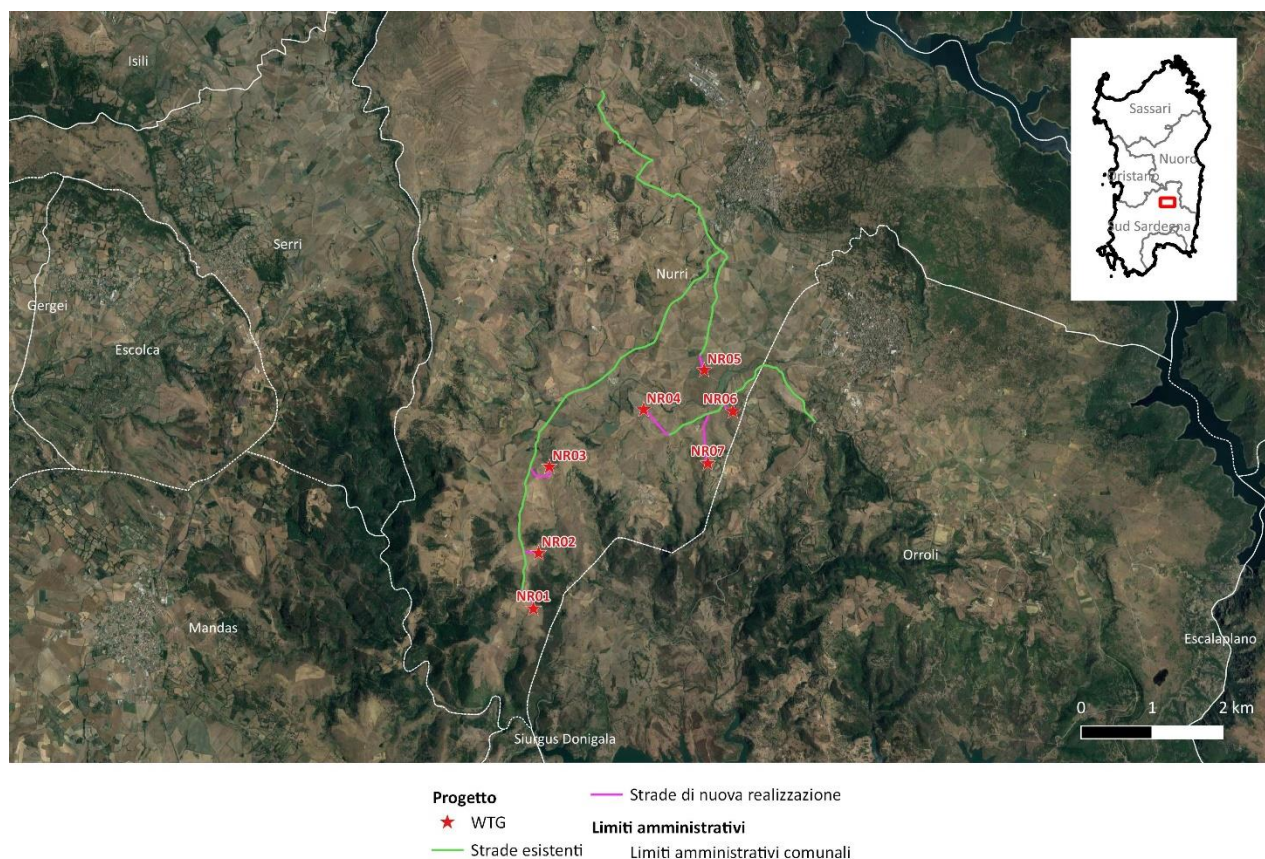 Isili
Sassari
Nuoro
Oristano
Sud Sardegna
Serri
Nurri
Gergei
Escolca
NR05
NR04
NR06
NR03
NR07
NR02
Orroli
NR01
Mandas
Escalaplano
0 1 2 km
Siurgus Donigala
Progetto
WTG
Strade esistenti
Strade di nuova realizzazione
Limiti amministrativi
Limiti amministrativi comunali